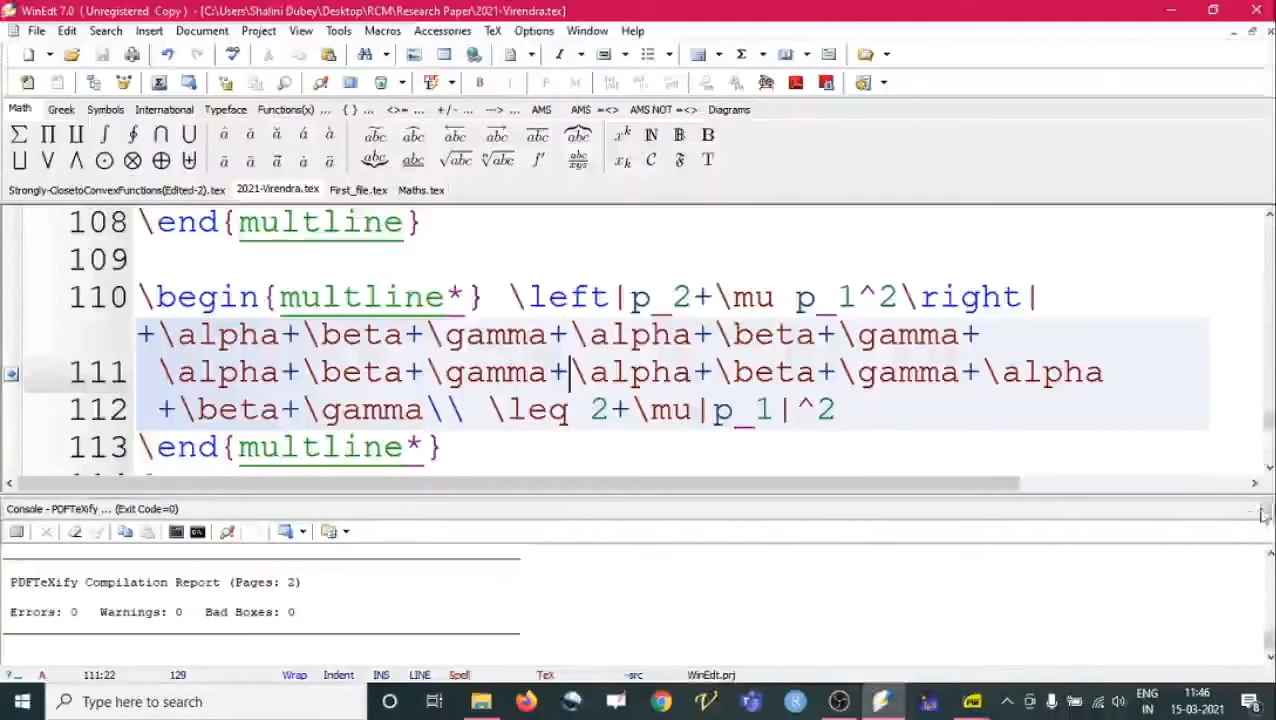 WinEdt 7.0 ( Unregistered Copy ) - [C:\Users\Shalini Dubey\Desktop\RCM\Research Paper\2021-Virendra.tex]
File Edit Search Insert Document Project View Tools Macros Accessories TeX Options Window Help
Math Greek Symbols International Typeface Functions(x) ... { } ... <=> ... +/- ... ---> ... AMS AMS =<> AMS NOT =<> Diagrams
Strongly-ClosetoConvexFunctions(Edited-2).tex 2021-Virendra.tex First_file.tex Maths.tex
108 \end{multline}
109
110 \begin{multline*} \left|p_2+\mu p_1^2\right|
+\alpha+\beta+\gamma+\alpha+\beta+\gamma+
111 \alpha+\beta+\gamma+\alpha+\beta+\gamma+\alpha
112 +\beta+\gamma\\ \leq 2+\mu|p_1|^2
113 \end{multline*}
Console - PDFTeXify ... (Exit Code=0)
PDFTeXify Compilation Report (Pages: 2)
Errors: 0 Warnings: 0 Bad Boxes: 0
?... A 111:22 129 Wrap Indent INS LINE Spell TeX --src WinEdt.prj
Type here to search
ENG 11:46
IN 15-03-2021